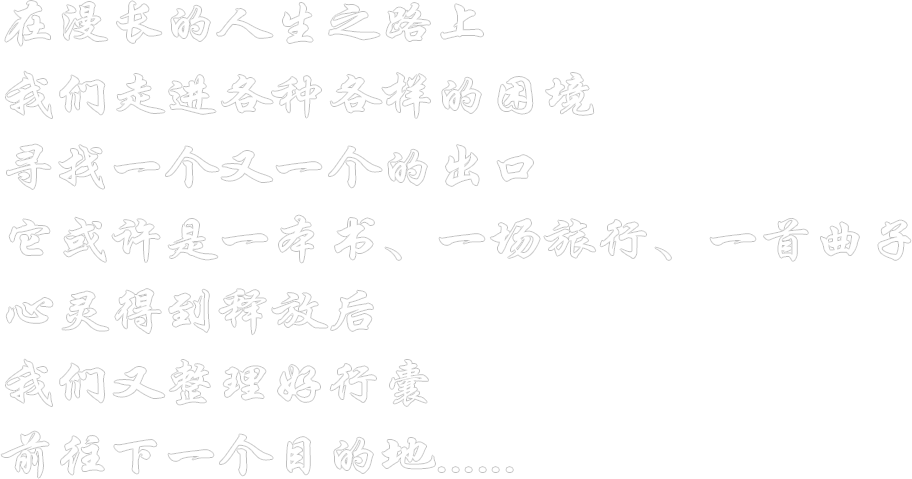 在漫长的人生之路上
我们走进各种各样的困境
寻找一个又一个的出口
它或许是一本书、一场旅行、一首曲子
心灵得到释放后
我们又整理好行囊
前往下一个目的地……